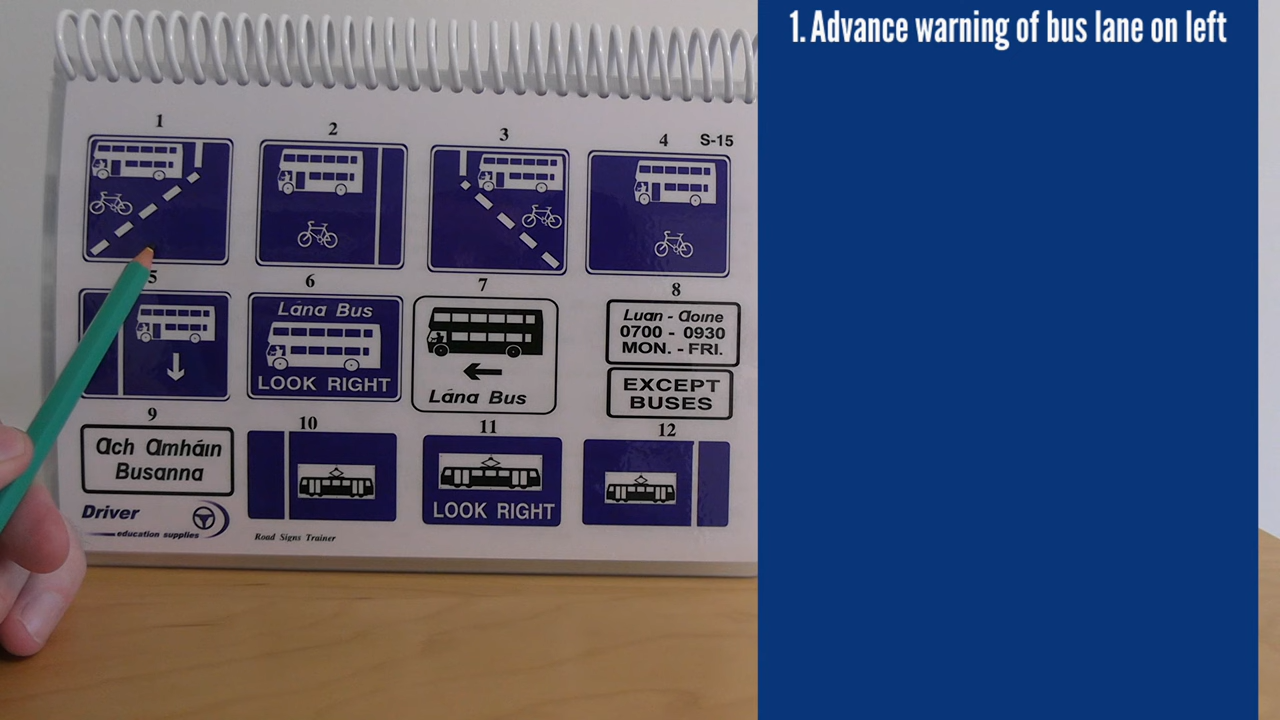 1. Advance warning of bus lane on left
1
2
3
4
S-15
5
6
7
8
Lána Bus
LOOK RIGHT
Lána Bus
Luan - Aoine
0700 - 0930
MON. - FRI.
EXCEPT
BUSES
9
10
11
12
Ach Amháin
Busanna
LOOK RIGHT
Driver
education supplies
Road Signs Trainer